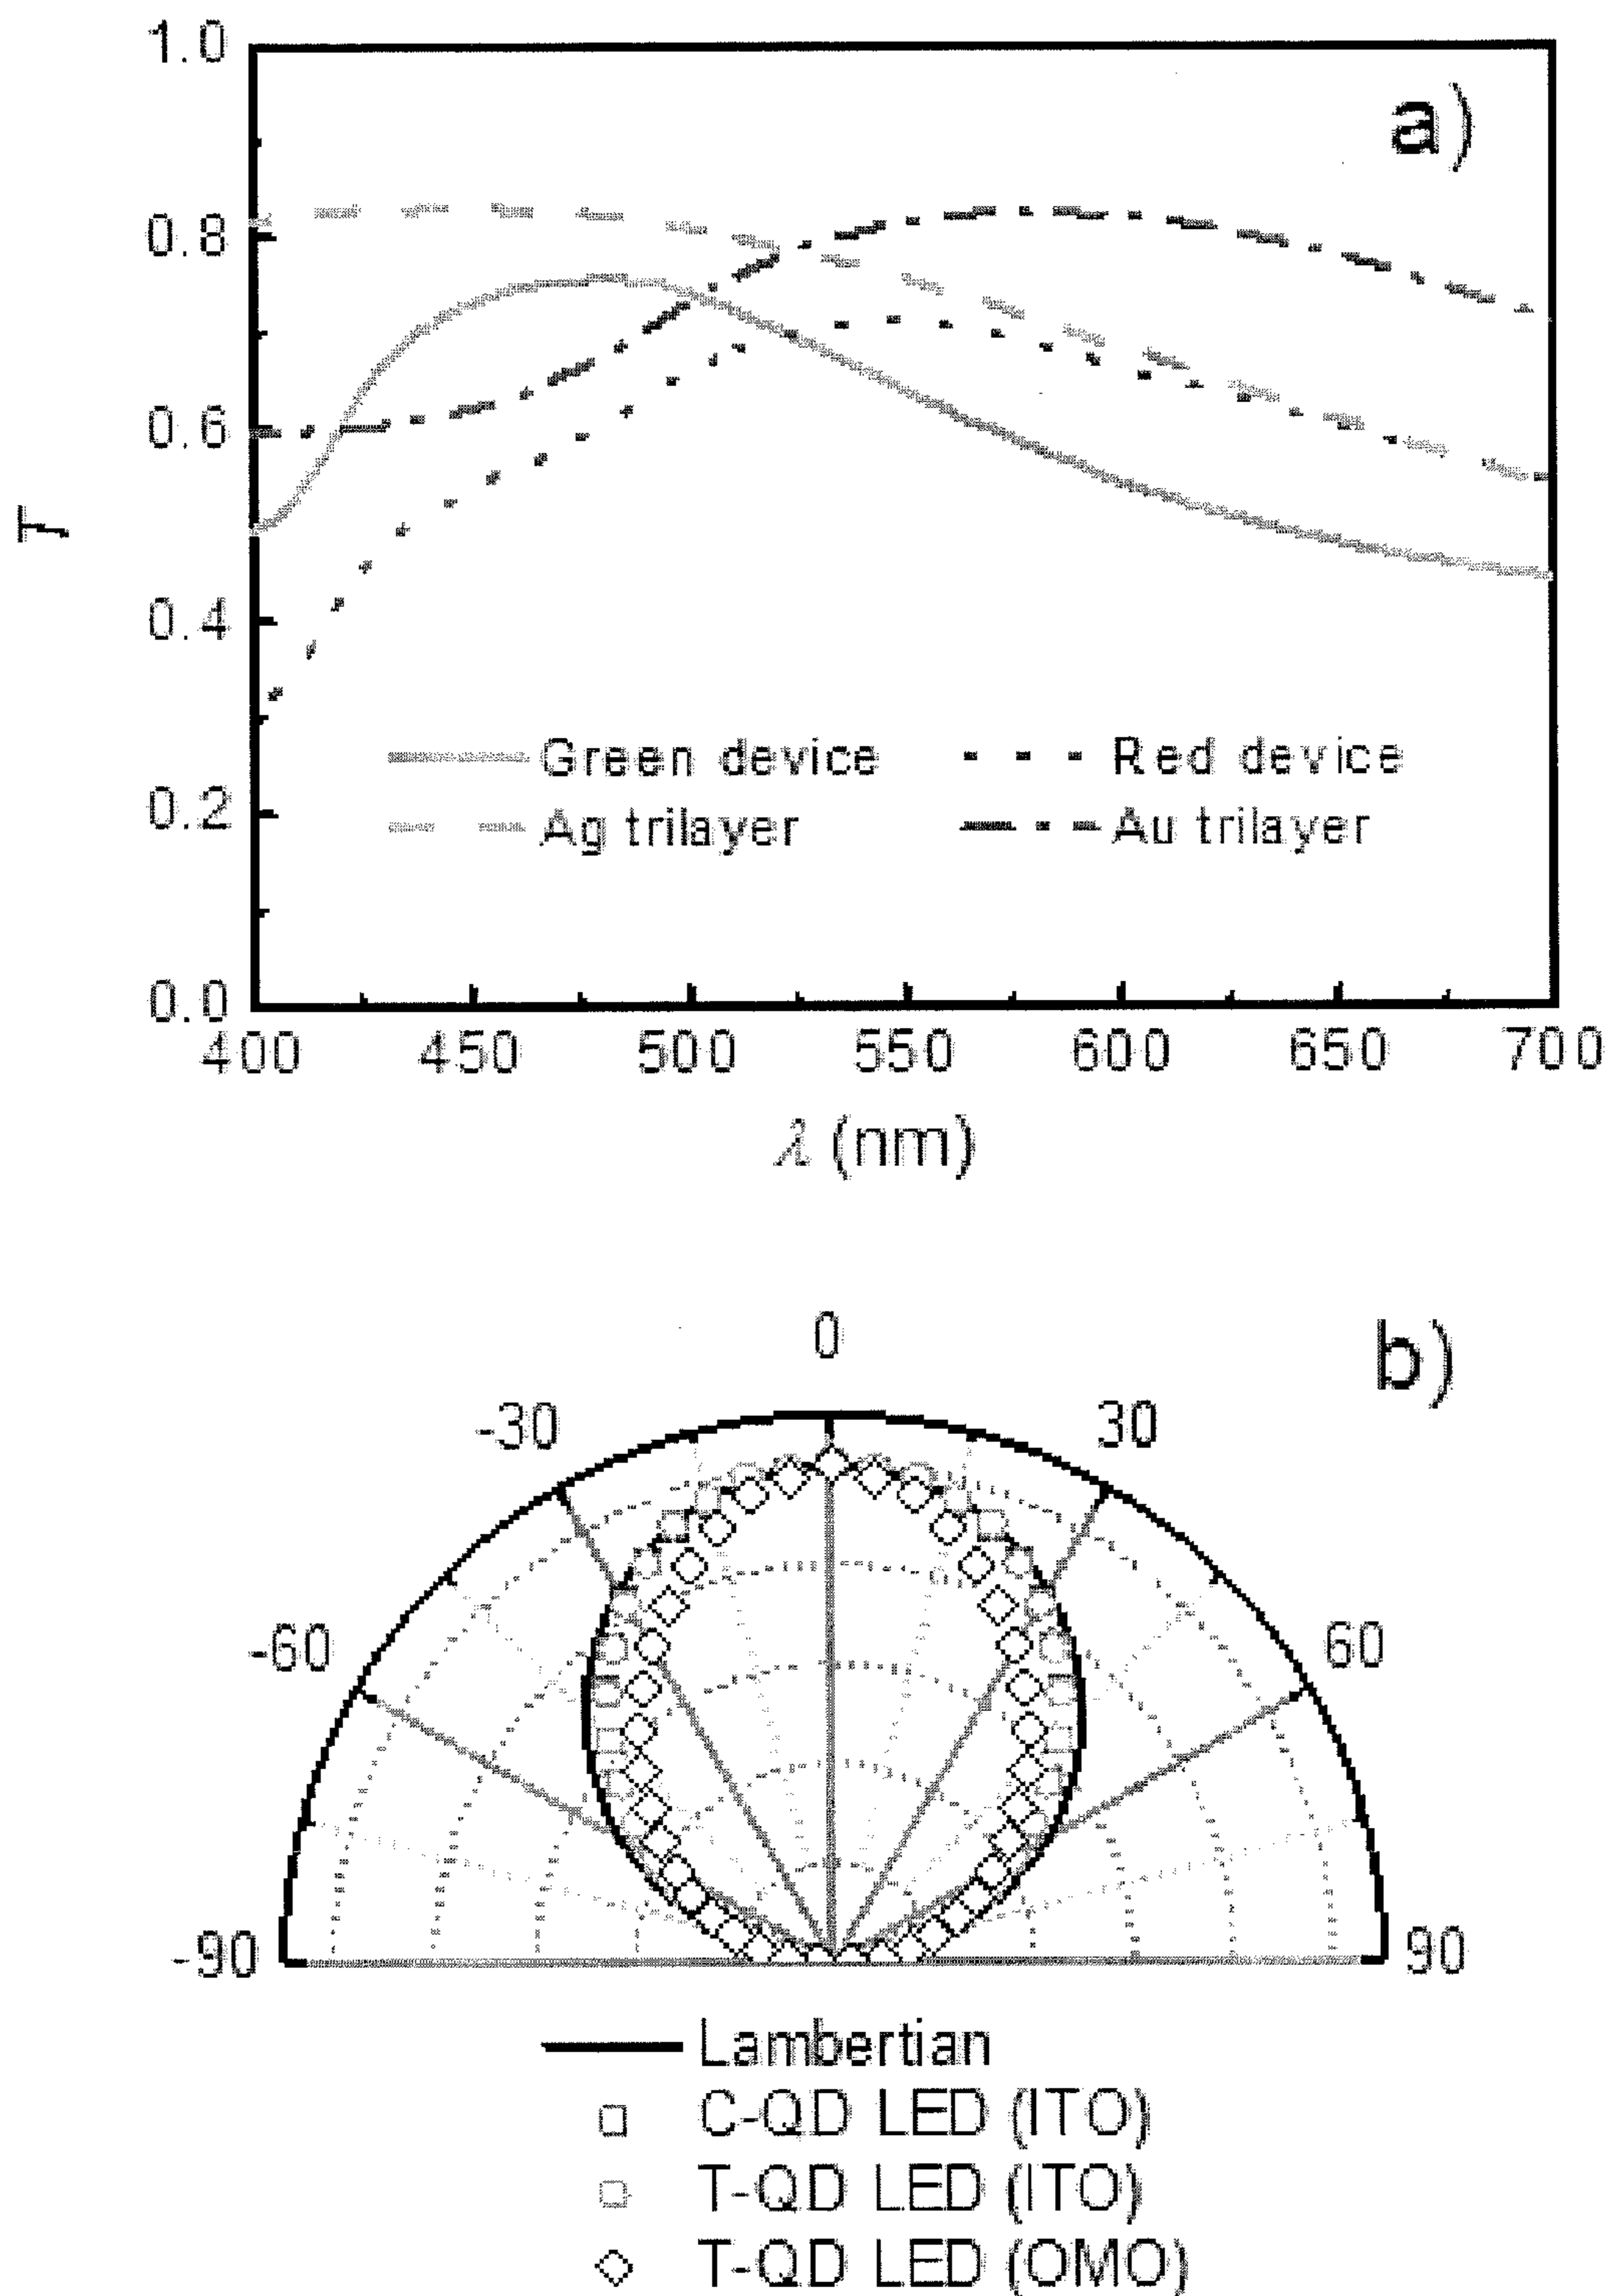 1.0
a)
0.8
0.6
T
0.4
Green device Red device
Ag trilayer Au trilayer
0.2
0.0
400 450 500 550 600 650 700
λ (nm)
b)
0
-30 30
-60 60
-90 90
Lambertian
C-QD LED (ITO)
T-QD LED (ITO)
T-QD LED (OMO)